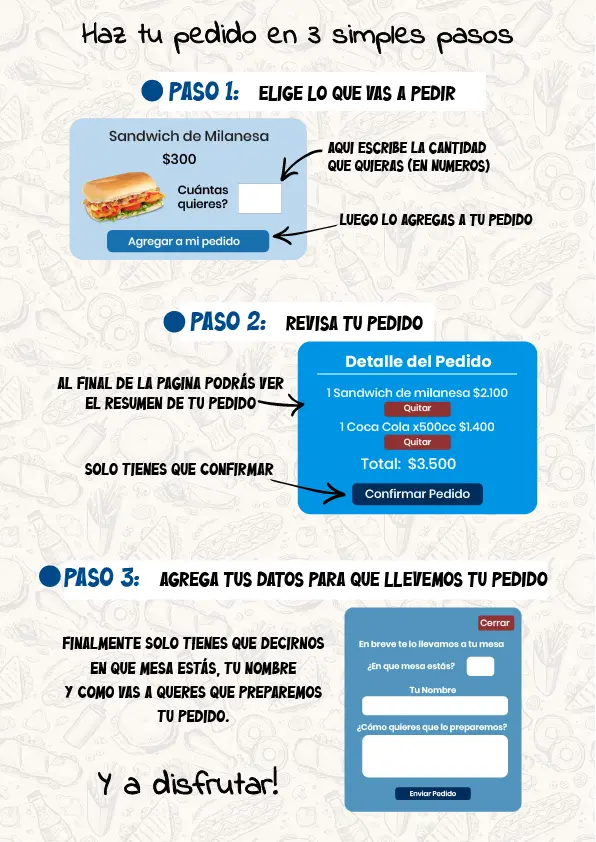 Haz tu pedido en 3 simples pasos
PASO 1: ELIGE LO QUE VAS A PEDIR
Sandwich de Milanesa
$300
Cuántas
quieres?
Agregar a mi pedido
AQUI ESCRIBE LA CANTIDAD
QUE QUIERAS (EN NUMEROS)
LUEGO LO AGREGAS A TU PEDIDO
PASO 2: REVISA TU PEDIDO
AL FINAL DE LA PAGINA PODRÁS VER
EL RESUMEN DE TU PEDIDO
SOLO TIENES QUE CONFIRMAR
Detalle del Pedido
1 Sandwich de milanesa $2.100
Quitar
1 Coca Cola x500cc $1.400
Quitar
Total: $3.500
Confirmar Pedido
PASO 3: AGREGA TUS DATOS PARA QUE LLEVEMOS TU PEDIDO
FINALMENTE SOLO TIENES QUE DECIRNOS
EN QUE MESA ESTÁS, TU NOMBRE
Y COMO VAS A QUERES QUE PREPAREMOS
TU PEDIDO.
Y a disfrutar!
Cerrar
En breve te lo llevamos a tu mesa
¿En que mesa estás?
Tu Nombre
¿Cómo quieres que lo preparemos?
Enviar Pedido